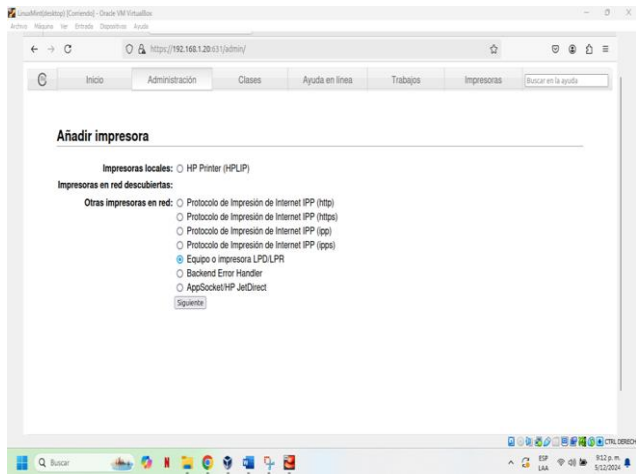 LinuxMint(desktop) [Corriendo] - Oracle VM VirtualBox
Archivo Máquina Ver Entrada Dispositivos Ayuda
https://192.168.1.20:631/admin/
Inicio Administración Clases Ayuda en línea Trabajos Impresoras Buscar en la ayuda
Añadir impresora
Impresoras locales: HP Printer (HPLIP)
Impresoras en red descubiertas:
Otras impresoras en red: Protocolo de Impresión de Internet IPP (http)
Protocolo de Impresión de Internet IPP (https)
Protocolo de Impresión de Internet IPP (ipp)
Protocolo de Impresión de Internet IPP (ipps)
Equipo o impresora LPD/LPR
Backend Error Handler
AppSocket/HP JetDirect
Siguiente
CTRL DERECH
Buscar
ESP 9:12 p. m.
LAA 5/12/2024